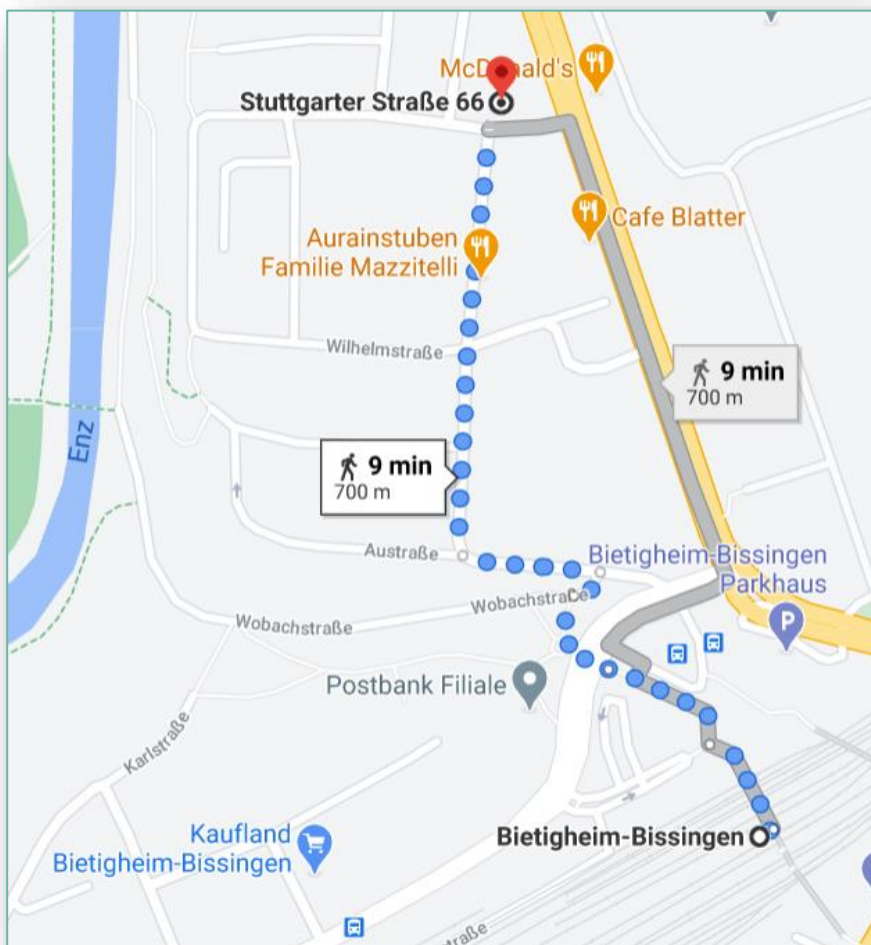 McDonald's
Stuttgarter Straße 66
Cafe Blatter
Aurainstuben
Familie Mazzitelli
Wilhelmstraße
9 min
700 m
Enz
9 min
700 m
Austraße
Bietigheim-Bissingen
Parkhaus
P
Wobachstraße
Wobachstraße
Postbank Filiale
Karlstraße
Kaufland
Bietigheim-Bissingen
Bietigheim-Bissingen
straße